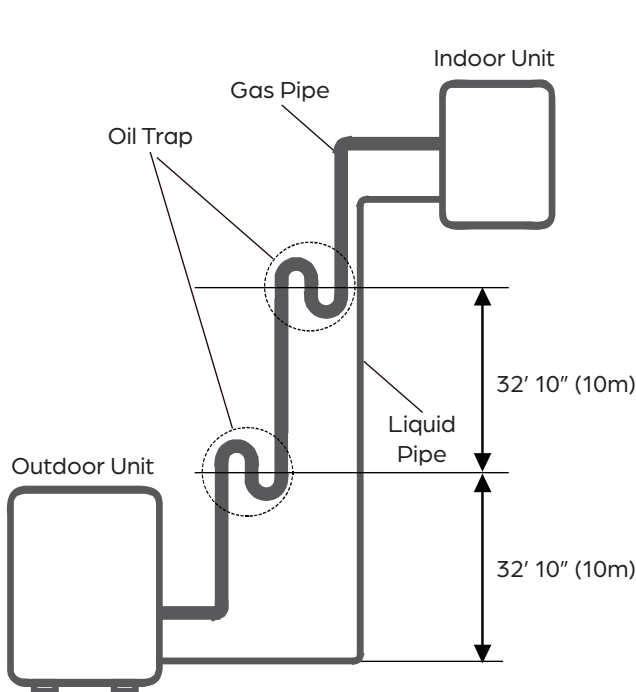 Indoor Unit
Gas Pipe
Oil Trap
32′ 10″ (10m)
Liquid
Pipe
Outdoor Unit
32′ 10″ (10m)